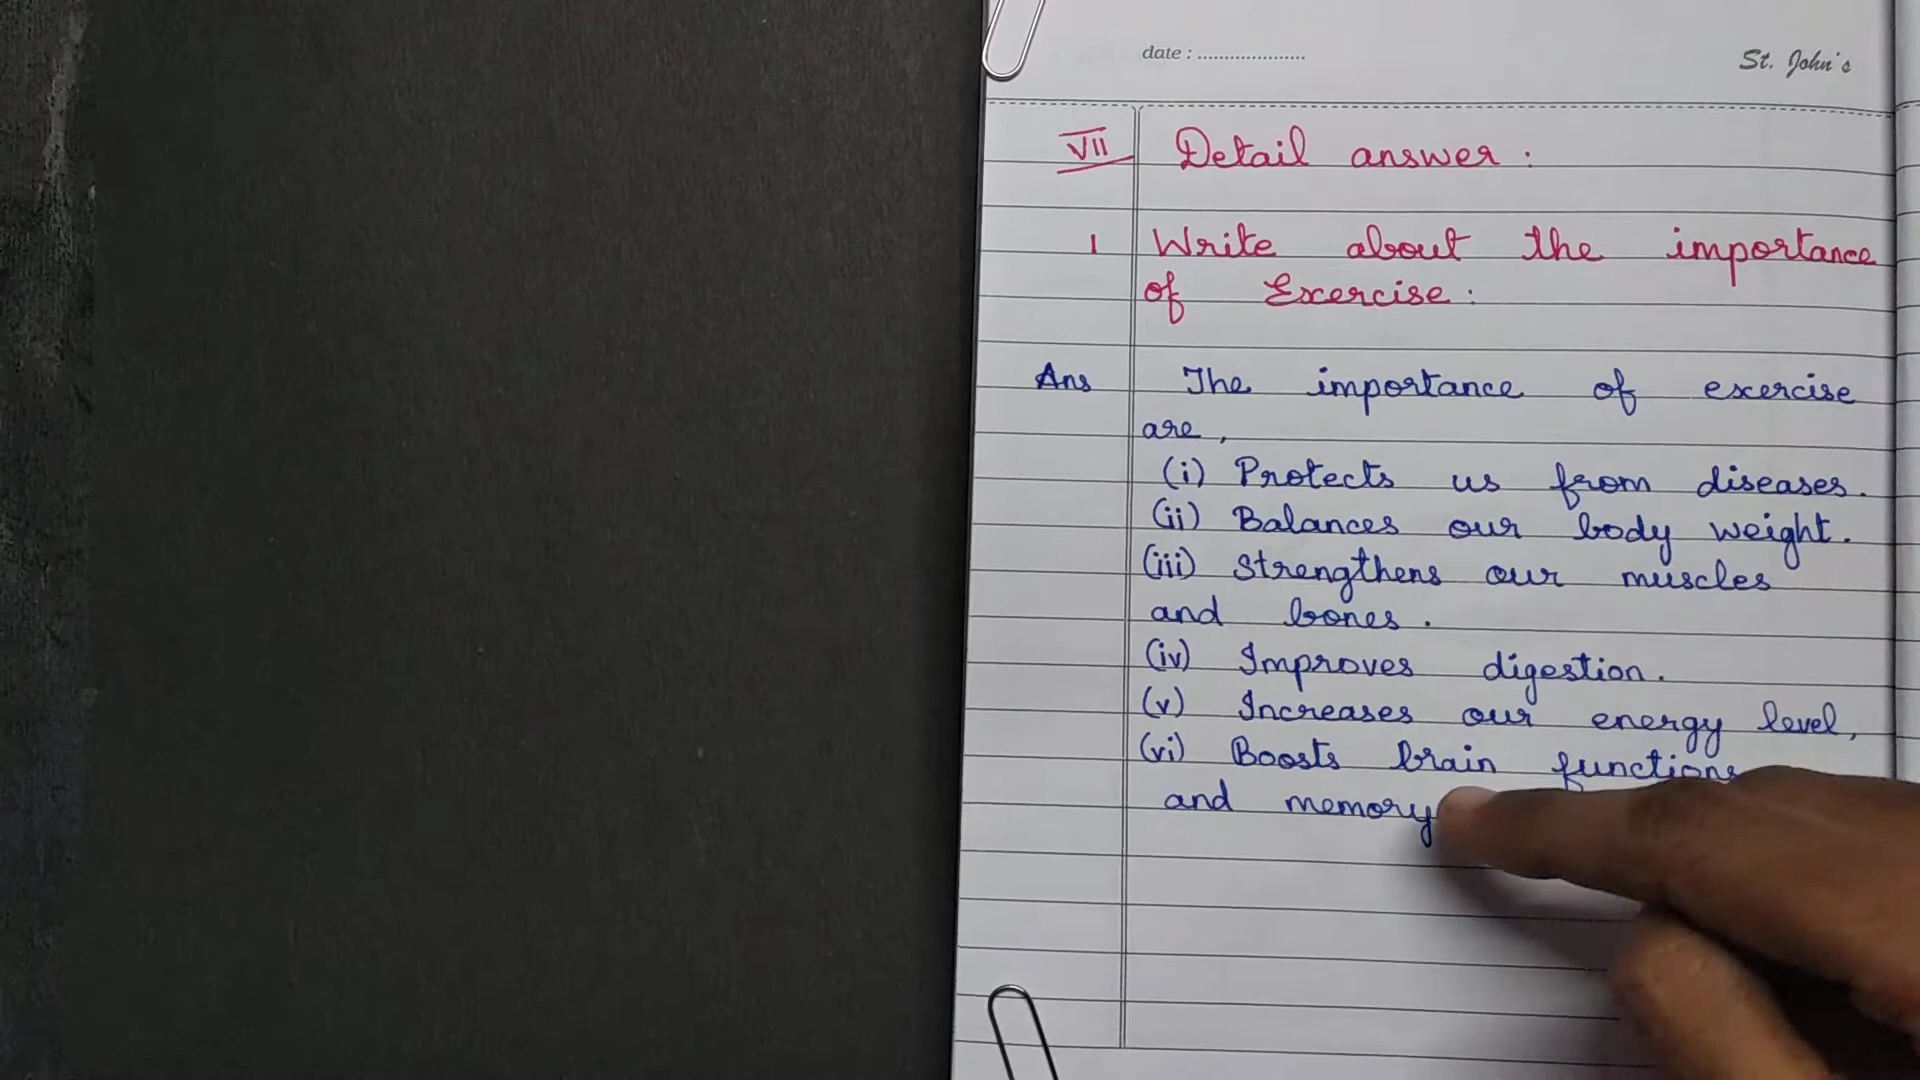 date : .....................
St. John's
VII Detail answer :
1 Write about the importance
of Exercise :
Ans The importance of exercise
are,
(i) Protects us from diseases.
(ii) Balances our body weight.
(iii) Strengthens our muscles
and bones.
(iv) Improves digestion.
(v) Increases our energy level,
(vi) Boosts brain functions
and memory